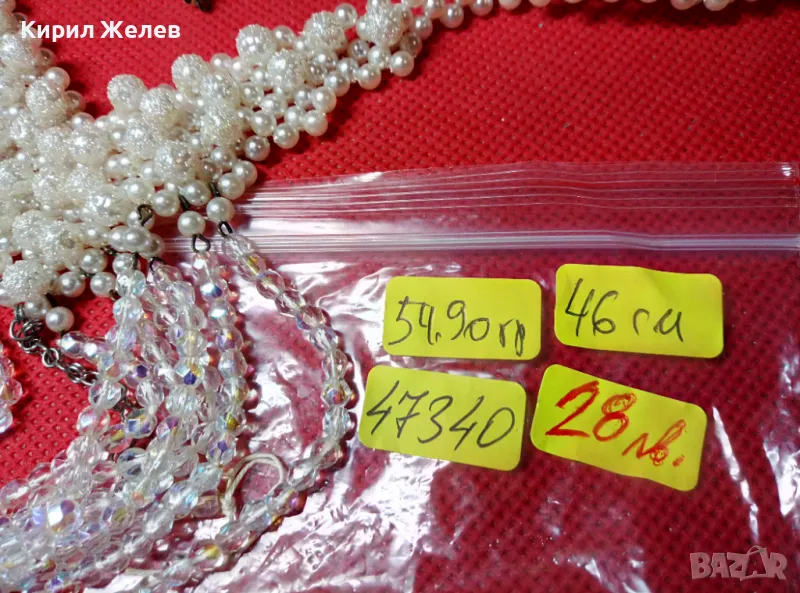 Кирил Желев
54.90гр
46см
47340
28лв.
BAZAR